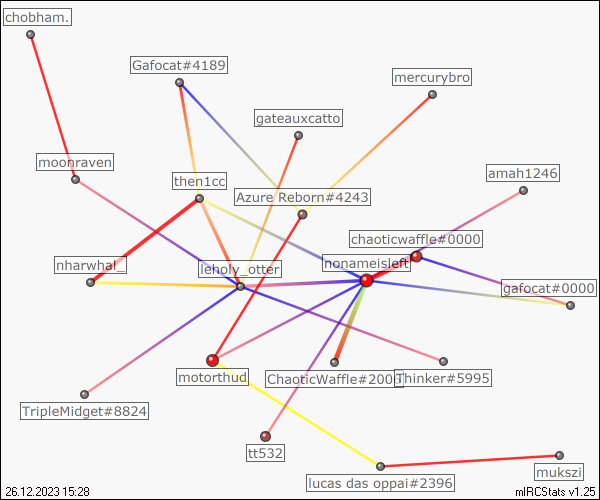 chobham.
Gafocat#4189
mercurybro
gateauxcatto
moonraven
then1cc
amah1246
Azure Reborn#4243
chaoticwaffle#0000
nharwhal_
leholy_otter
nonameisleft
gafocat#0000
motorthud
ChaoticWaffle#200
Thinker#5995
TripleMidget#8824
tt532
mukszi
lucas das oppai#2396
26.12.2023 15:28
mIRCStats v1.25